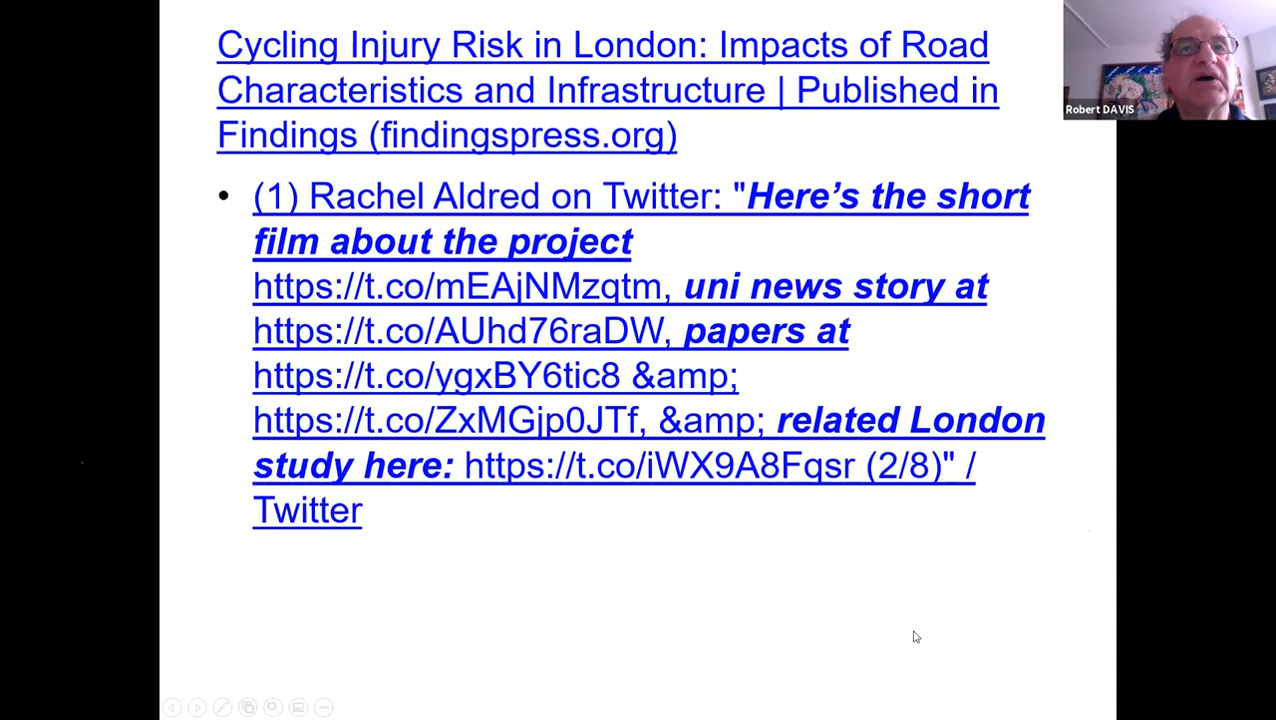 Cycling Injury Risk in London: Impacts of Road
Characteristics and Infrastructure | Published in
Findings (findingspress.org)
Robert DAVIS
• (1) Rachel Aldred on Twitter: "Here’s the short
film about the project
https://t.co/mEAjNMzqtm, uni news story at
https://t.co/AUhd76raDW, papers at
https://t.co/ygxBY6tic8 &amp;
https://t.co/ZxMGjp0JTf, &amp; related London
study here: https://t.co/iWX9A8Fqsr (2/8)" /
Twitter